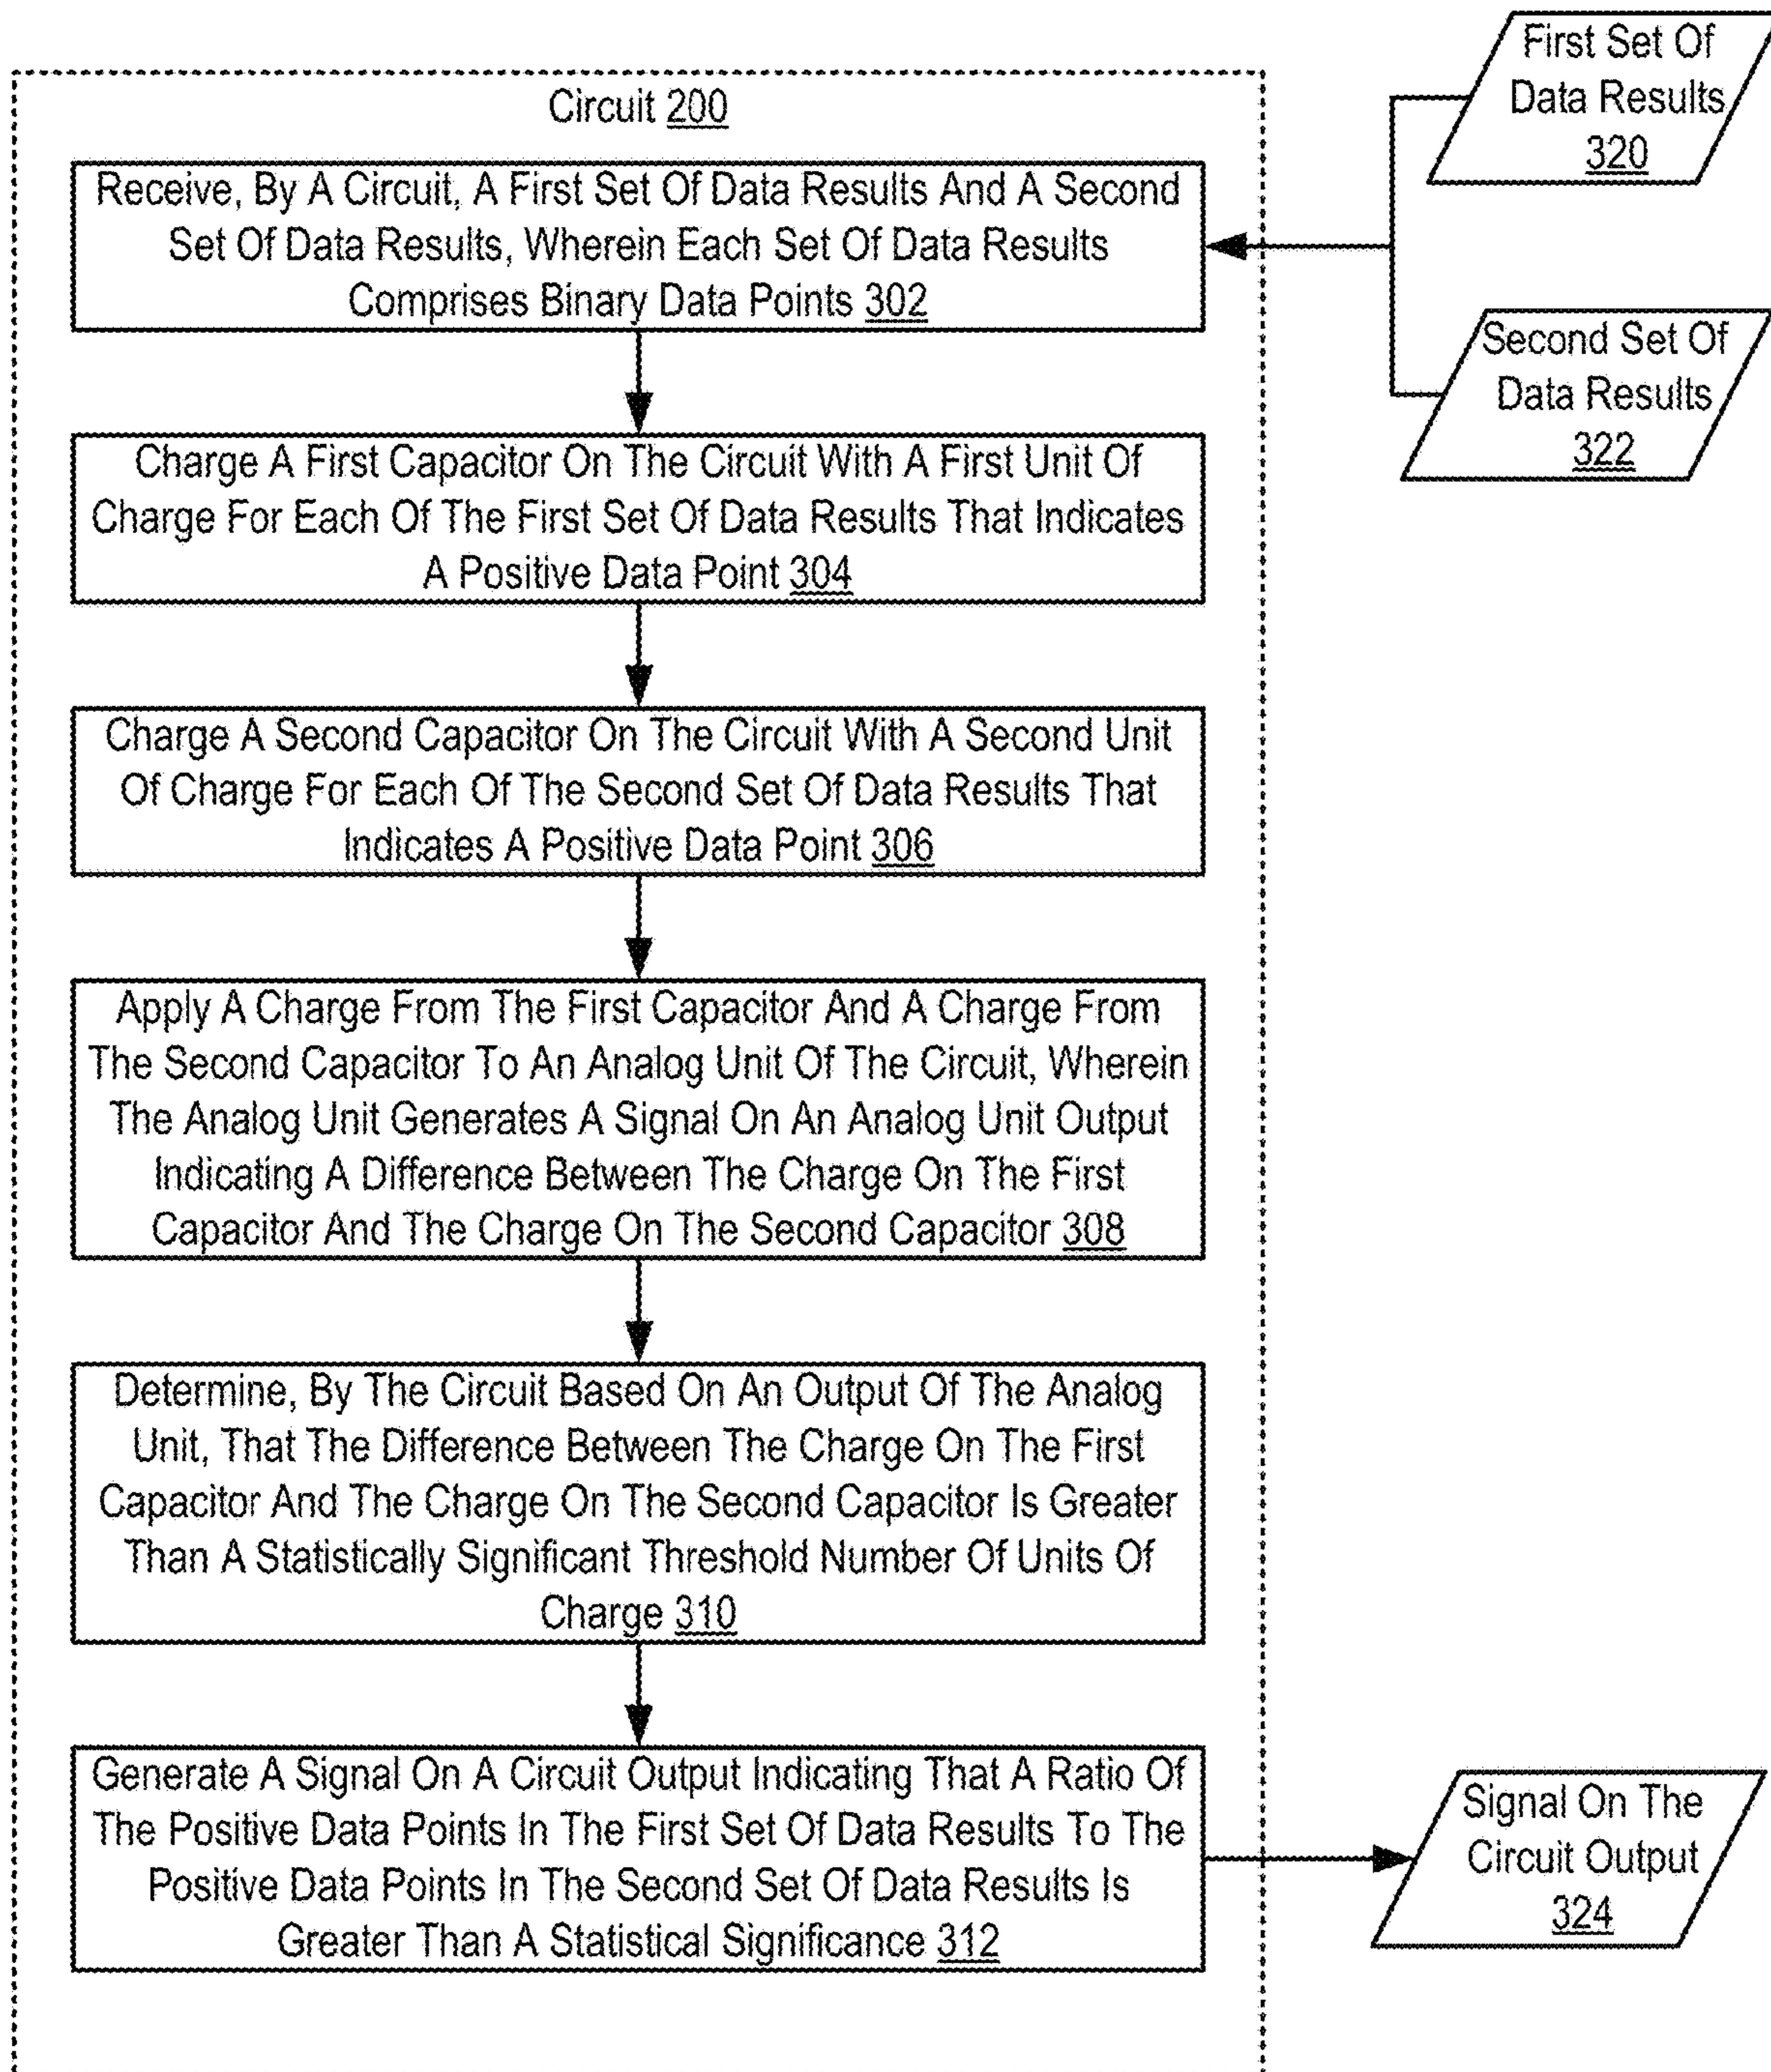 Circuit 200
First Set Of
Data Results
320
Receive, By A Circuit, A First Set Of Data Results And A Second
Set Of Data Results, Wherein Each Set Of Data Results
Comprises Binary Data Points 302
Second Set Of
Data Results
322
Charge A First Capacitor On The Circuit With A First Unit Of
Charge For Each Of The First Set Of Data Results That Indicates
A Positive Data Point 304
Charge A Second Capacitor On The Circuit With A Second Unit
Of Charge For Each Of The Second Set Of Data Results That
Indicates A Positive Data Point 306
Apply A Charge From The First Capacitor And A Charge From
The Second Capacitor To An Analog Unit Of The Circuit, Wherein
The Analog Unit Generates A Signal On An Analog Unit Output
Indicating A Difference Between The Charge On The First
Capacitor And The Charge On The Second Capacitor 308
Determine, By The Circuit Based On An Output Of The Analog
Unit, That The Difference Between The Charge On The First
Capacitor And The Charge On The Second Capacitor Is Greater
Than A Statistically Significant Threshold Number Of Units Of
Charge 310
Generate A Signal On A Circuit Output Indicating That A Ratio Of
The Positive Data Points In The First Set Of Data Results To The
Positive Data Points In The Second Set Of Data Results Is
Greater Than A Statistical Significance 312
Signal On The
Circuit Output
324